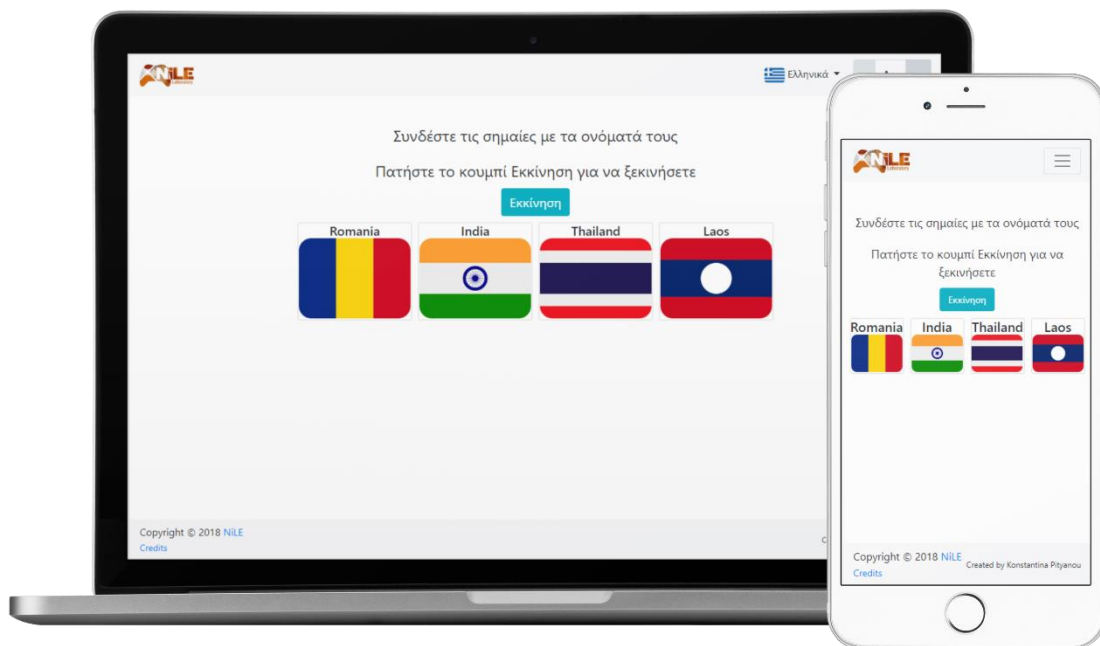 NiLE
Laboratory
Ελληνικά
Συνδέστε τις σημαίες με τα ονόματά τους
Πατήστε το κουμπί Εκκίνηση για να ξεκινήσετε
Εκκίνηση
Romania India Thailand Laos
Copyright © 2018 NiLE
Credits
NiLE
Laboratory
Συνδέστε τις σημαίες με τα ονόματά τους
Πατήστε το κουμπί Εκκίνηση για να
ξεκινήσετε
Εκκίνηση
Romania India Thailand Laos
Copyright © 2018 NiLE
Credits
Created by Konstantina Pityanou